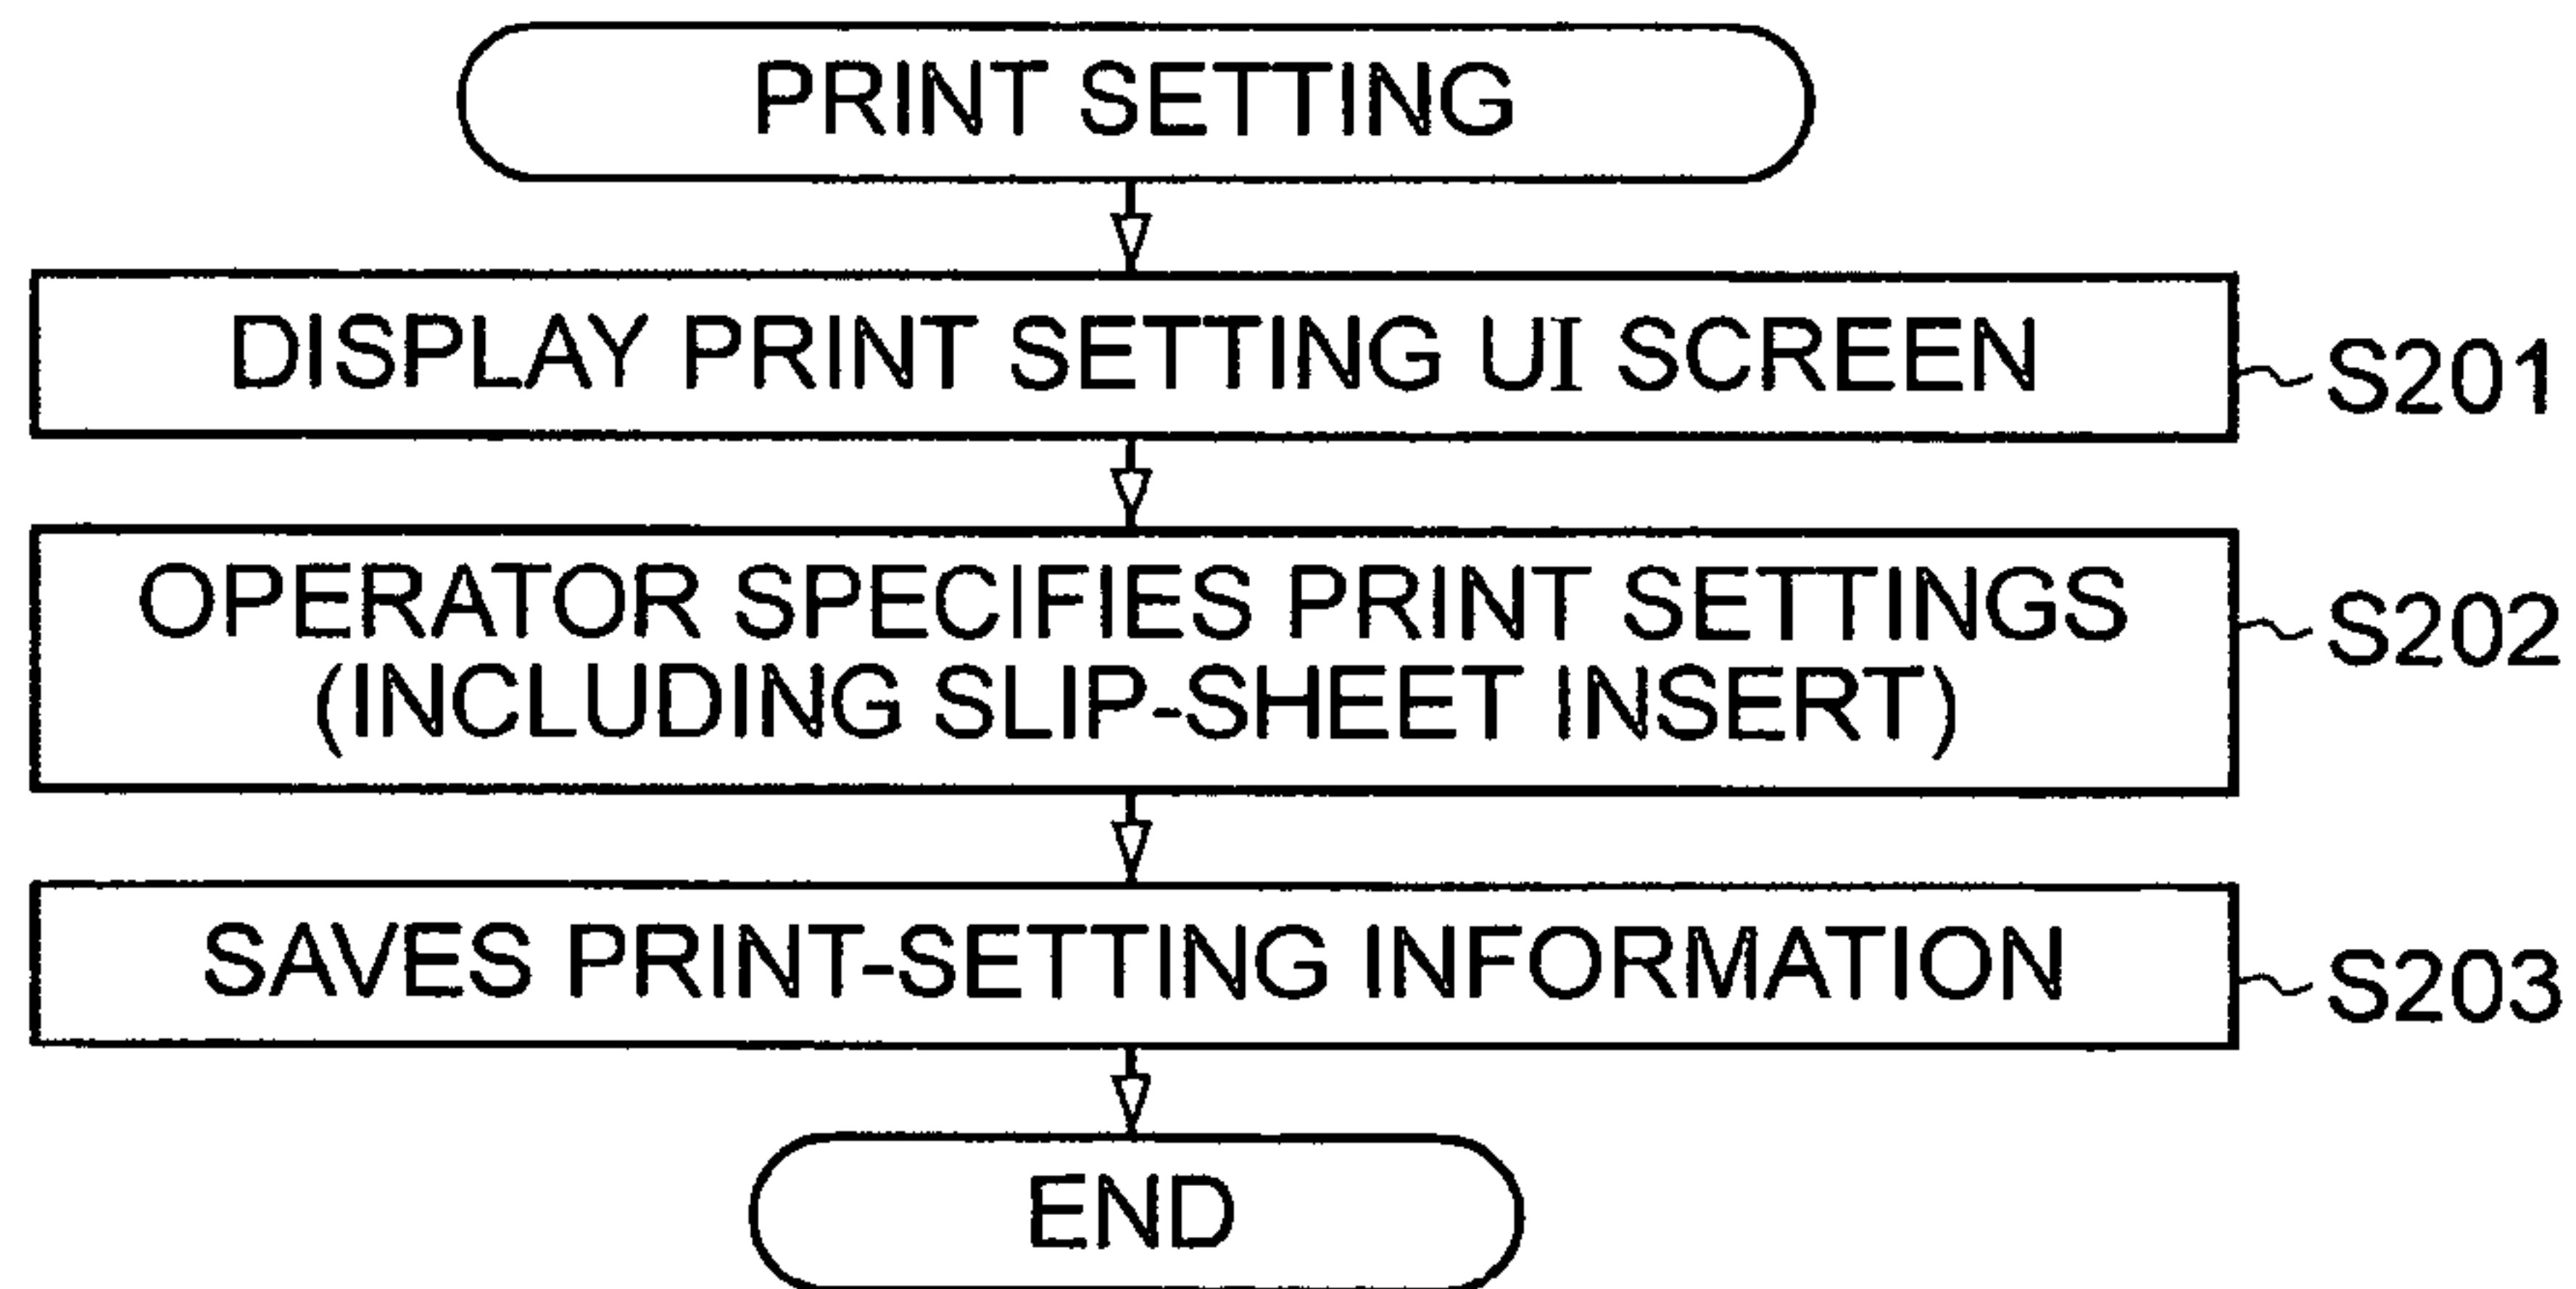 PRINT SETTING
DISPLAY PRINT SETTING UI SCREEN
S201
OPERATOR SPECIFIES PRINT SETTINGS
(INCLUDING SLIP-SHEET INSERT)
S202
SAVES PRINT-SETTING INFORMATION
S203
END